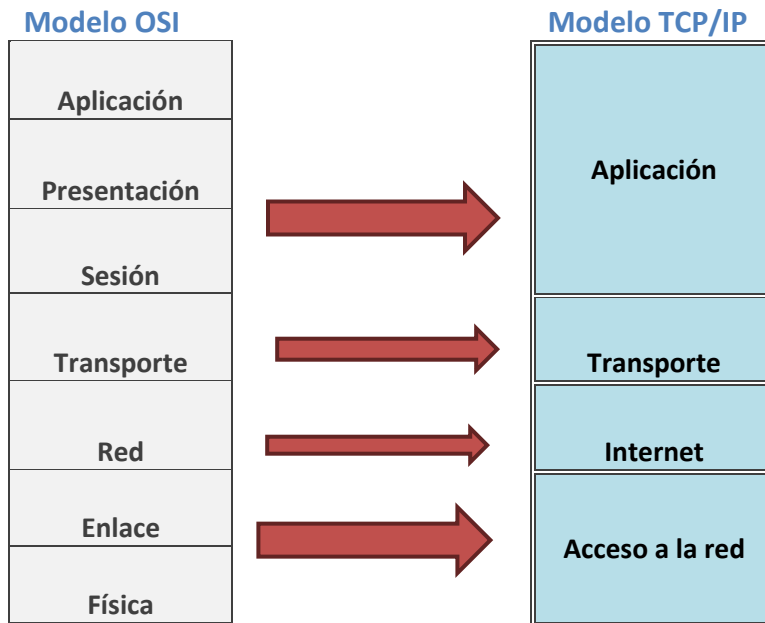 Modelo OSI
Aplicación
Presentación
Sesión
Transporte
Red
Enlace
Física
Modelo TCP/IP
Aplicación
Transporte
Internet
Acceso a la red